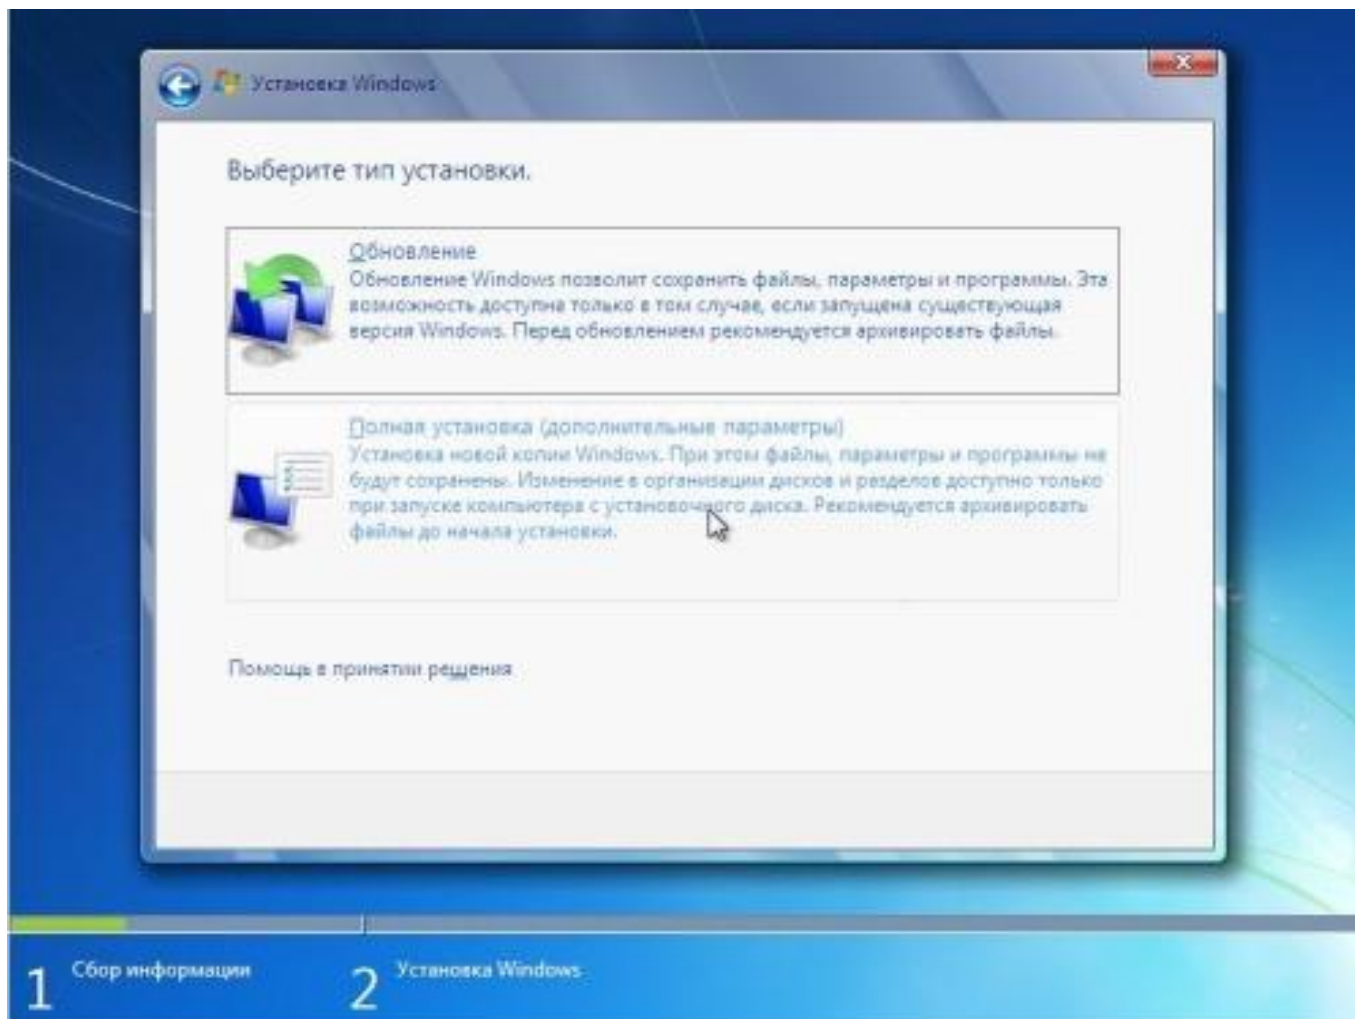 Установка Windows
Выберите тип установки.
Обновление
Обновление Windows позволит сохранить файлы, параметры и программы. Эта
возможность доступна только в том случае, если запущена существующая
версия Windows. Перед обновлением рекомендуется архивировать файлы.
Полная установка (дополнительные параметры)
Установка новой копии Windows. При этом файлы, параметры и программы не
будут сохранены. Изменение в организации дисков и разделов доступно только
при запуске компьютера с установочного диска. Рекомендуется архивировать
файлы до начала установки.
Помощь в принятии решения
1 Сбор информации
2 Установка Windows